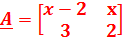 A = [x − 2 x
3 2]